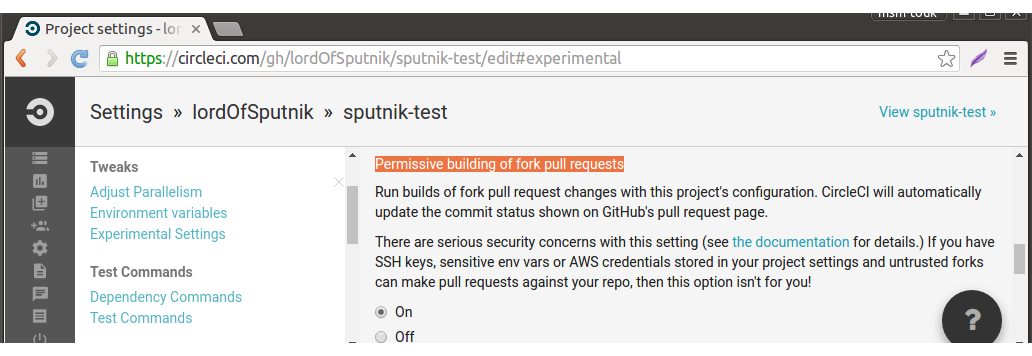 msm-touk
Project settings - lor
https://circleci.com/gh/lordOfSputnik/sputnik-test/edit#experimental
Settings » lordOfSputnik » sputnik-test
View sputnik-test »
Tweaks
Adjust Parallelism
Environment variables
Experimental Settings
Test Commands
Dependency Commands
Test Commands
Permissive building of fork pull requests
Run builds of fork pull request changes with this project's configuration. CircleCI will automatically
update the commit status shown on GitHub's pull request page.
There are serious security concerns with this setting (see the documentation for details.) If you have
SSH keys, sensitive env vars or AWS credentials stored in your project settings and untrusted forks
can make pull requests against your repo, then this option isn't for you!
On
Off
?